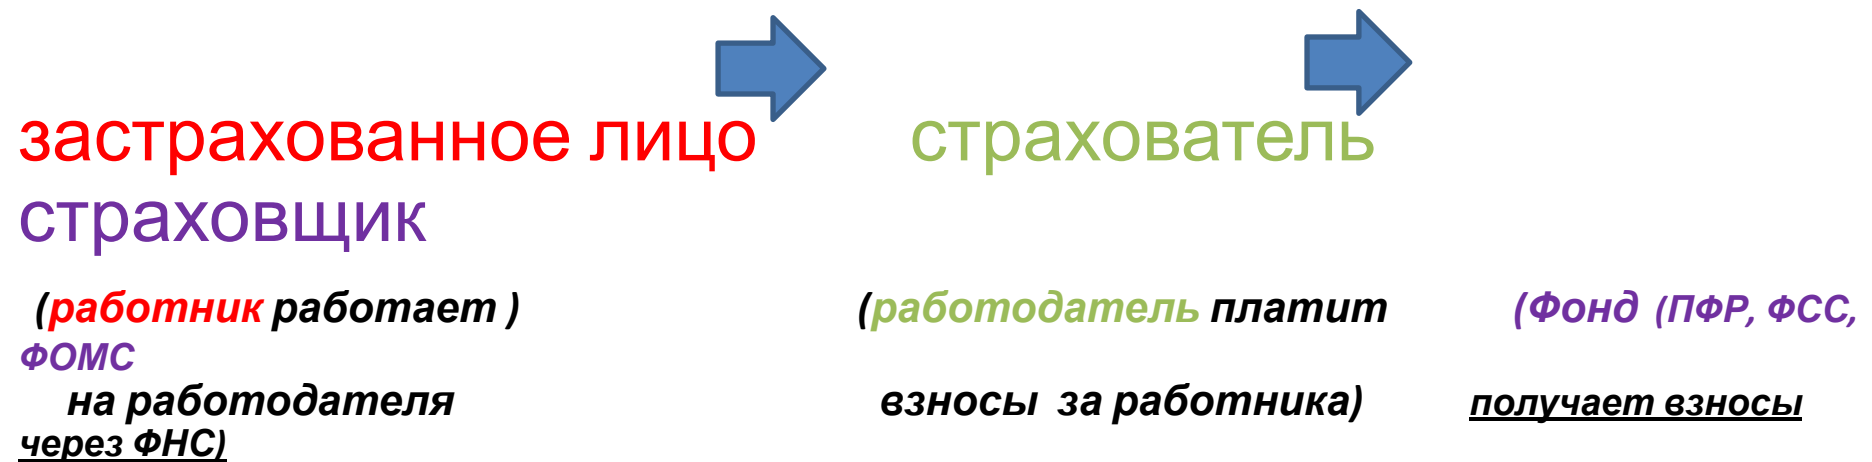 застрахованное лицо страхователь
страховщик
(работник работает ) (работодатель платит (Фонд (ПФР, ФСС,
ФОМС
на работодателя взносы за работника) получает взносы
через ФНС)